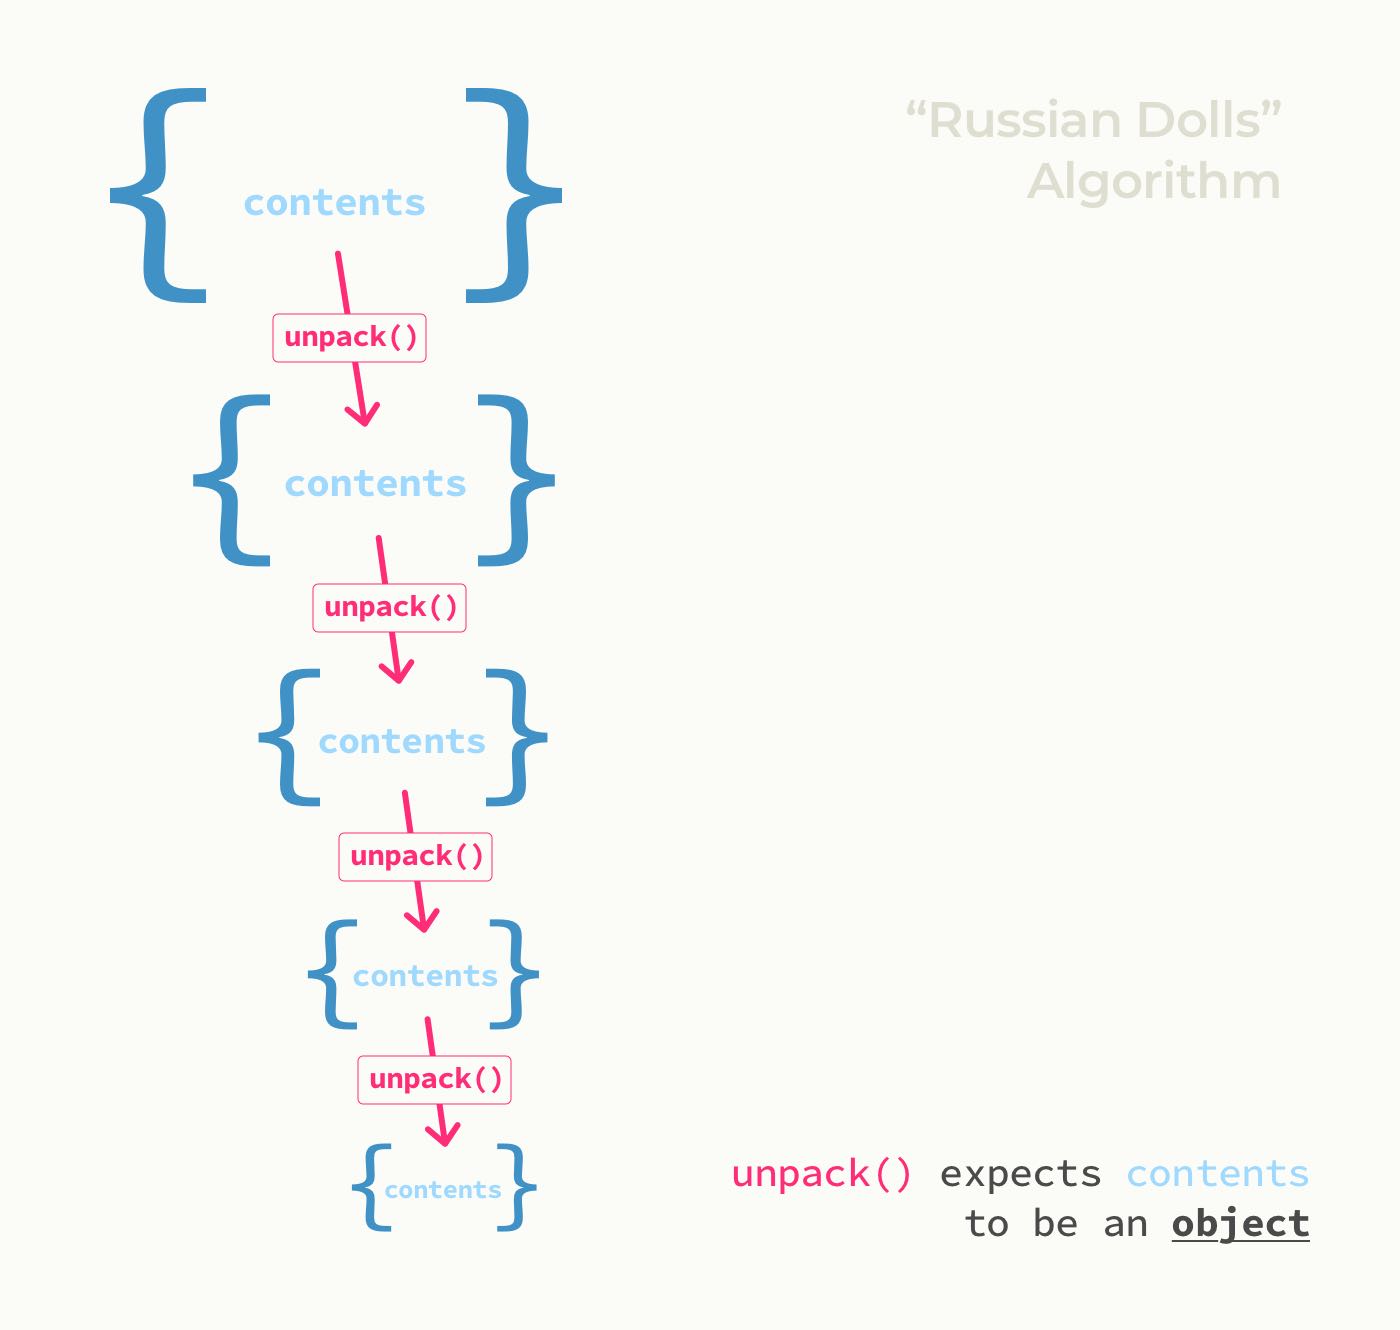 “Russian Dolls”
Algorithm
{ contents }
unpack()
{ contents }
unpack()
{ contents }
unpack()
{ contents }
unpack()
{ contents }
unpack() expects contents
to be an object